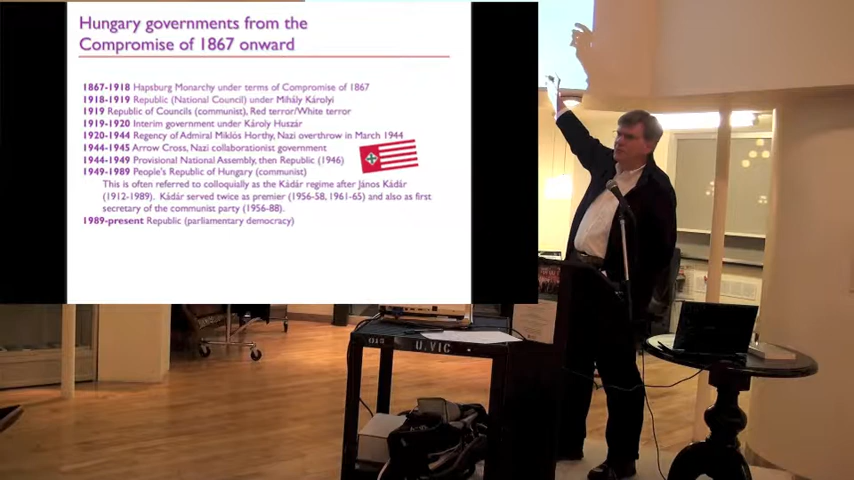 Hungary governments from the
Compromise of 1867 onward
1867-1918 Hapsburg Monarchy under terms of Compromise of 1867
1918-1919 Republic (National Council) under Mihály Károlyi
1919 Republic of Councils (communist), Red terror/White terror
1919-1920 Interim government under Károly Huszár
1920-1944 Regency of Admiral Miklós Horthy, Nazi overthrow in March 1944
1944-1945 Arrow Cross, Nazi collaborationist government
1944-1949 Provisional National Assembly, then Republic (1946)
1949-1989 People's Republic of Hungary (communist)
This is often referred to colloquially as the Kádár regime after János Kádár
(1912-1989). Kádár served twice as premier (1956-58, 1961-65) and also as first
secretary of the communist party (1956-88).
1989-present Republic (parliamentary democracy)
U.VIC